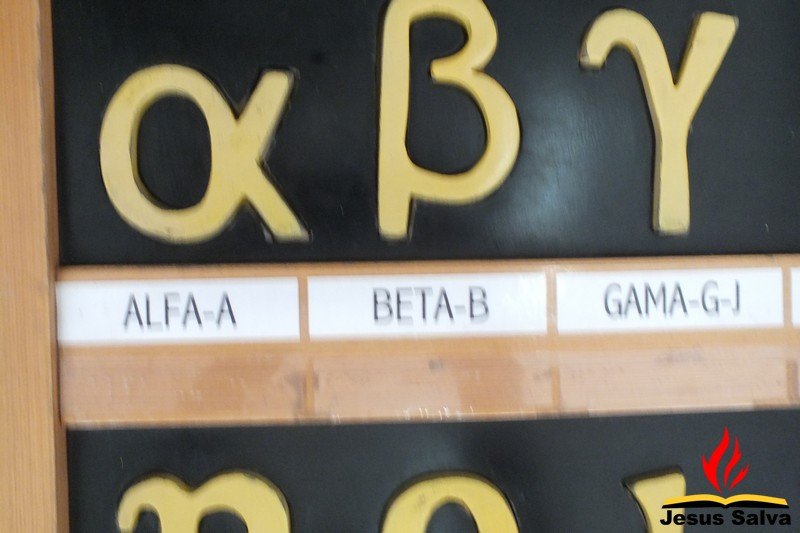 α β γ
ALFA-A BETA-B GAMA-G-J
Jesus Salva